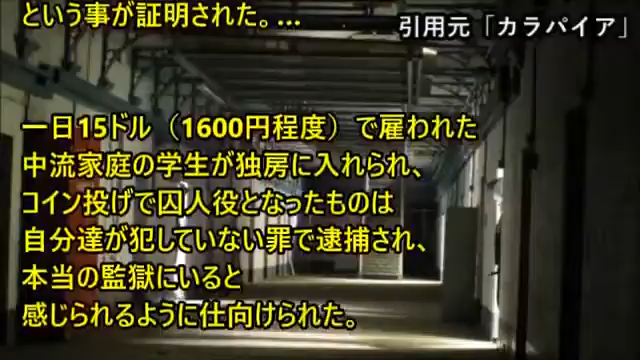 という事が証明された。...
引用元「カラパイア」
一日15ドル（1600円程度）で雇われた
中流家庭の学生が独房に入れられ、
コイン投げで囚人役となったものは
自分達が犯していない罪で逮捕され、
本当の監獄にいると
感じられるように仕向けられた。